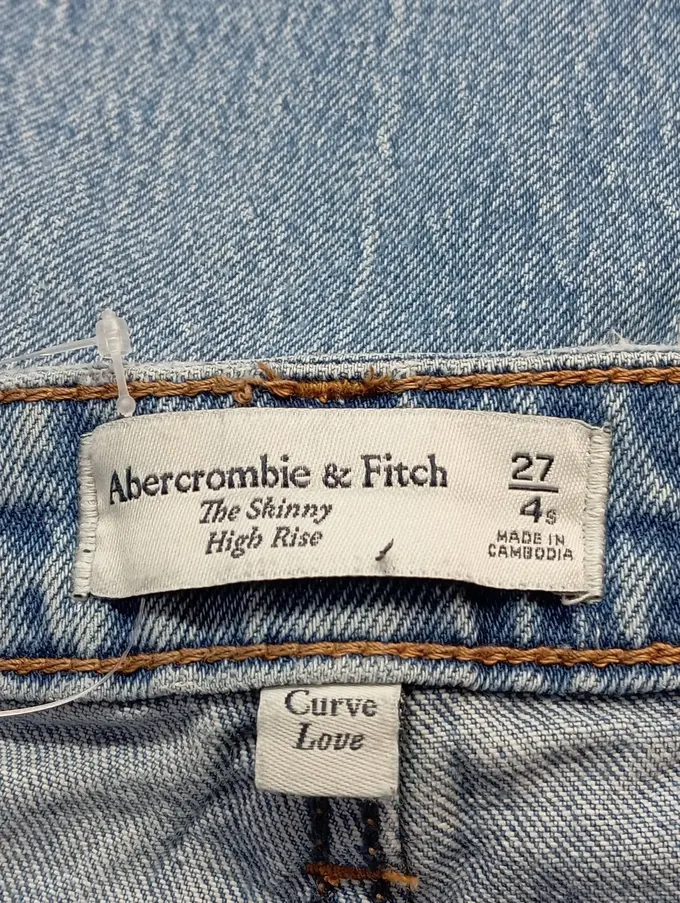 Abercrombie & Fitch
The Skinny
High Rise
27
4s
MADE IN
CAMBODIA
Curve
Love